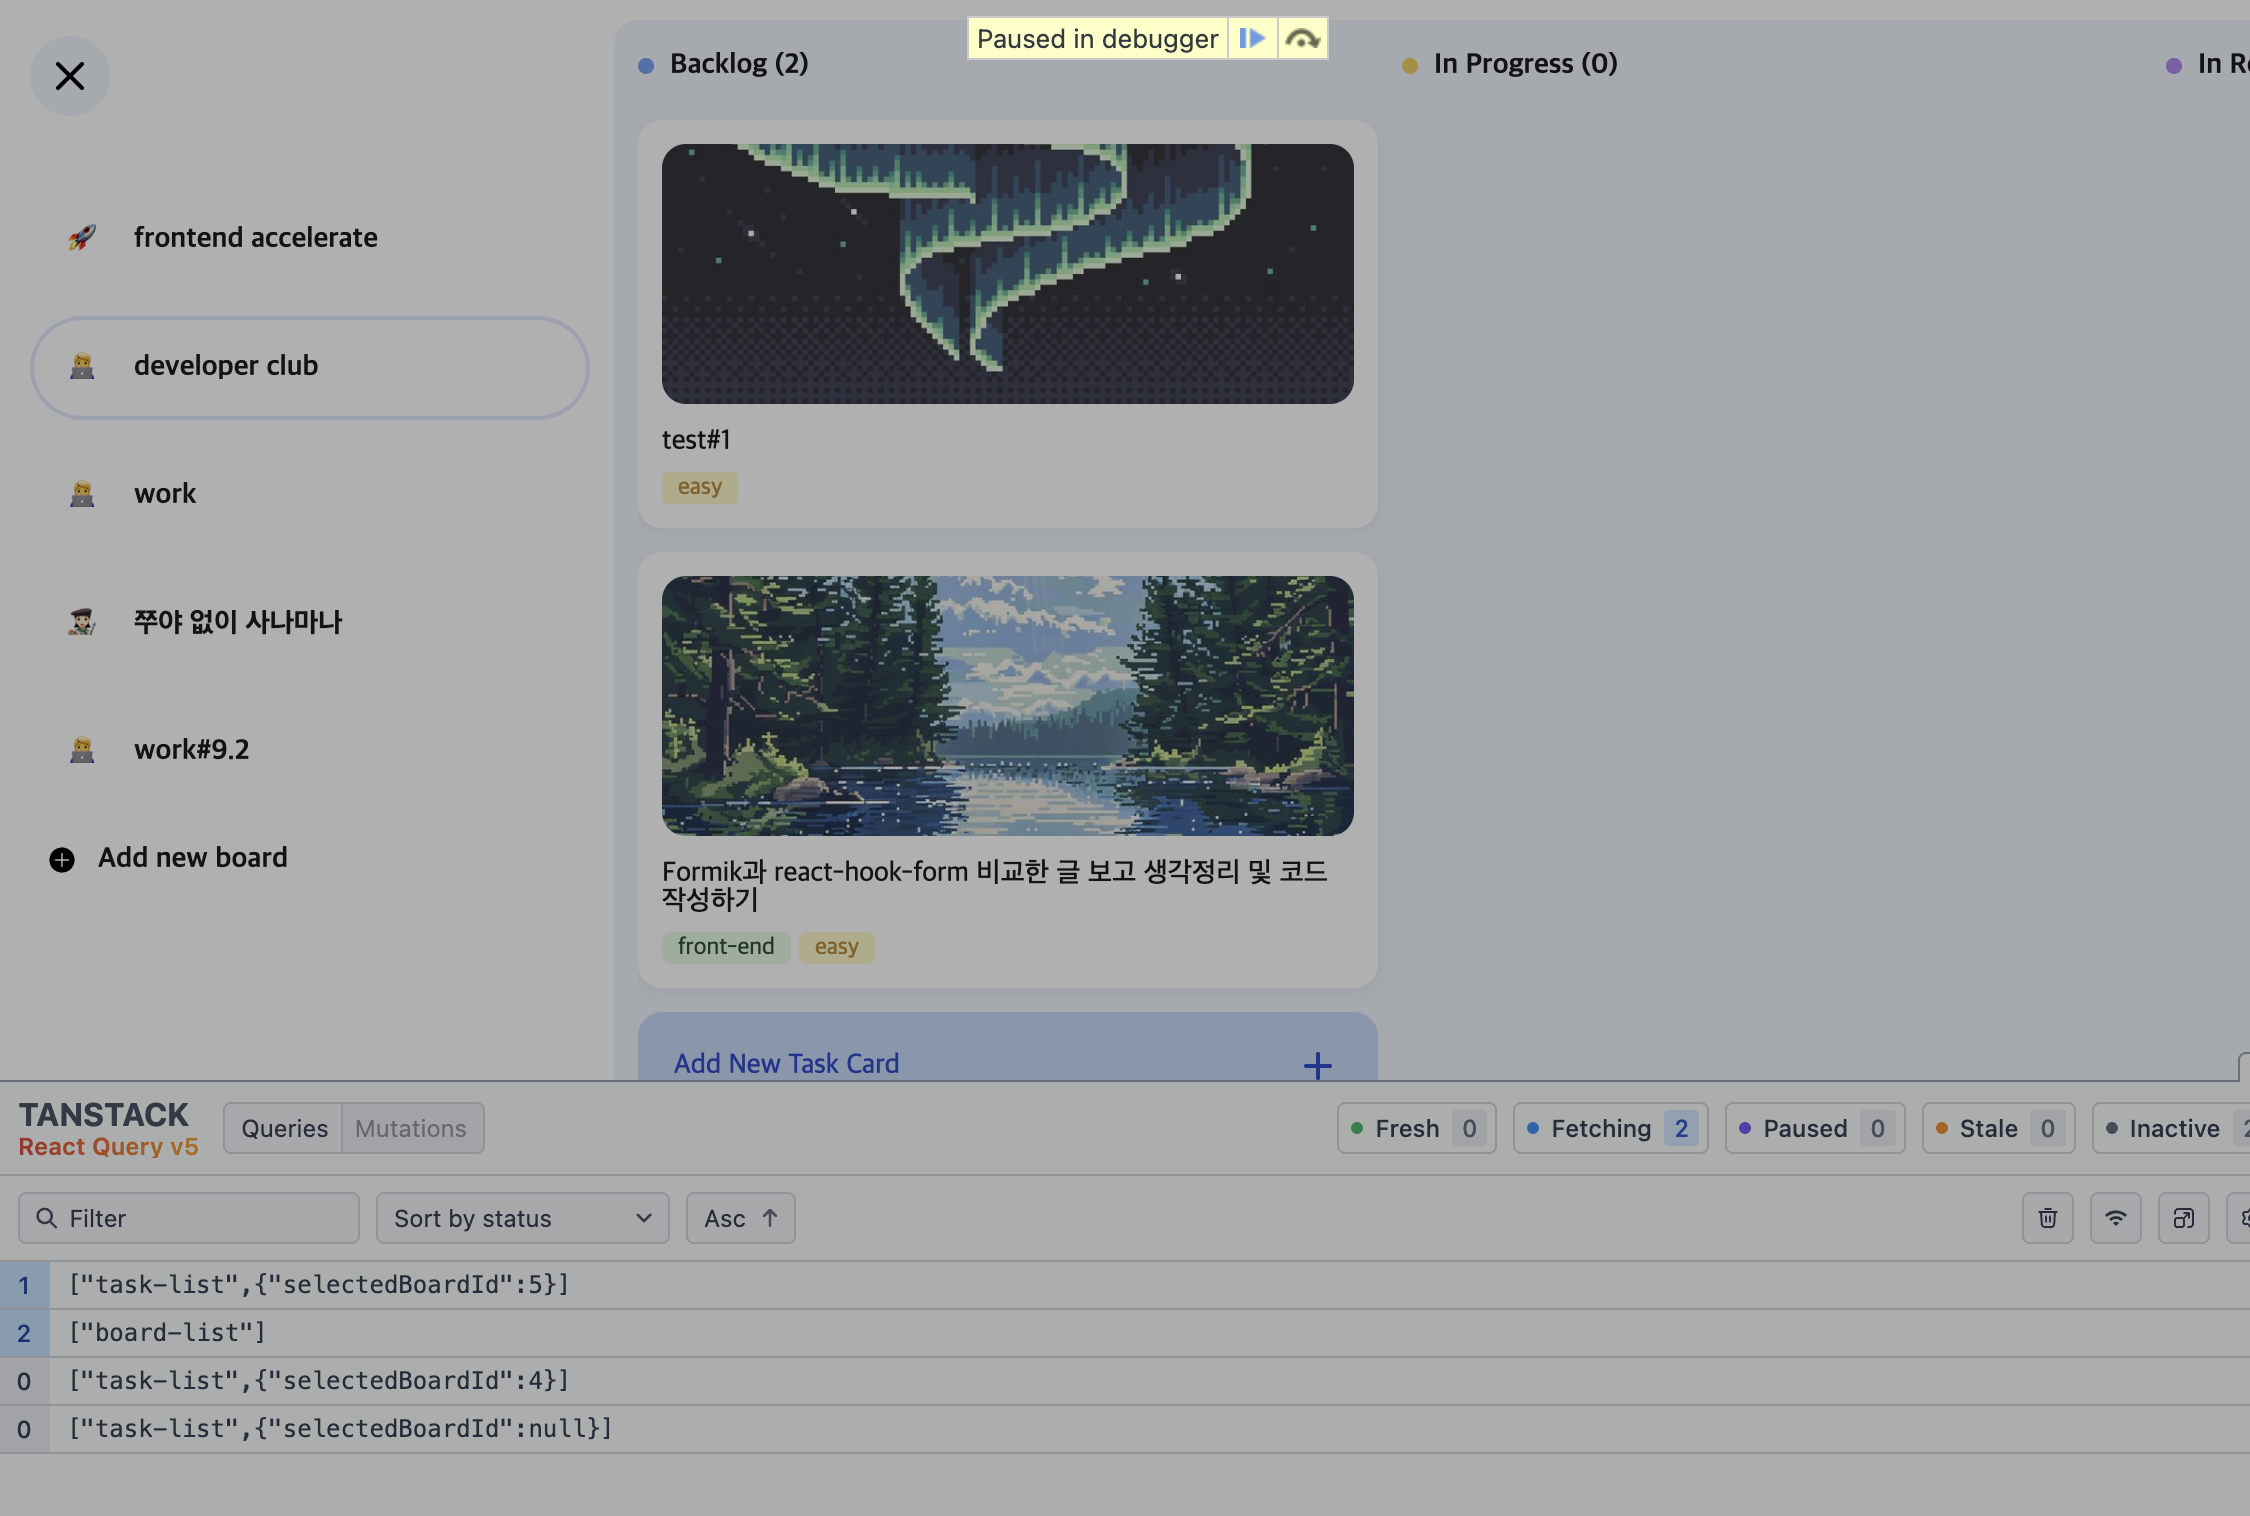 Paused in debugger
Backlog (2)
In Progress (0)
frontend accelerate
developer club
work
쭈야 없이 사나마나
work#9.2
Add new board
test#1
easy
Formik과 react-hook-form 비교한 글 보고 생각정리 및 코드
작성하기
front-end easy
Add New Task Card
TANSTACK
React Query v5
Queries Mutations
Fresh 0 Fetching 2 Paused 0 Stale 0 Inactive
Filter Sort by status Asc ↑
1 ["task-list",{"selectedBoardId":5}]
2 ["board-list"]
0 ["task-list",{"selectedBoardId":4}]
0 ["task-list",{"selectedBoardId":null}]